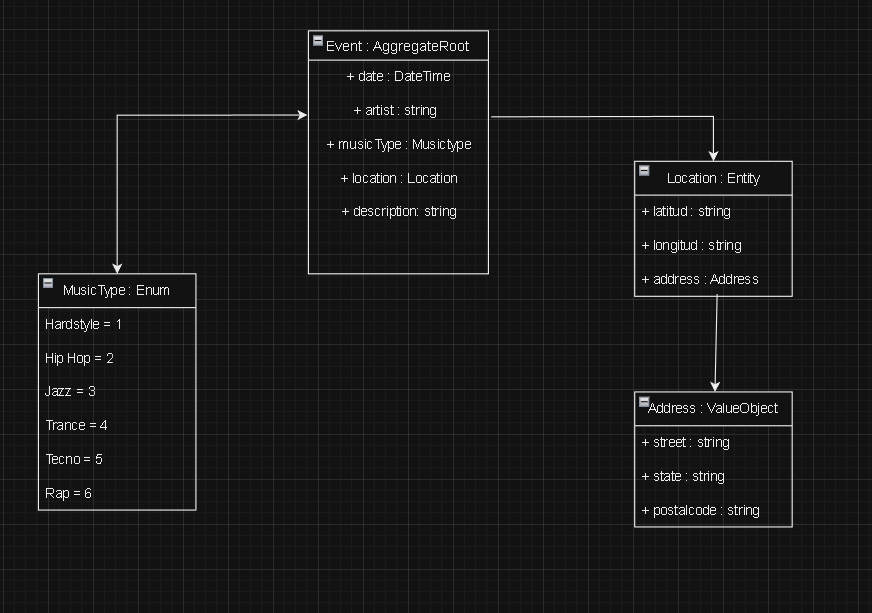 Event : AggregateRoot
+ date : DateTime
+ artist : string
+ musicType : Musictype
+ location : Location
+ description: string
Location : Entity
+ latitud : string
+ longitud : string
+ address : Address
MusicType : Enum
Hardstyle = 1
Hip Hop = 2
Jazz = 3
Trance = 4
Tecno = 5
Rap = 6
Address : ValueObject
+ street : string
+ state : string
+ postalcode : string